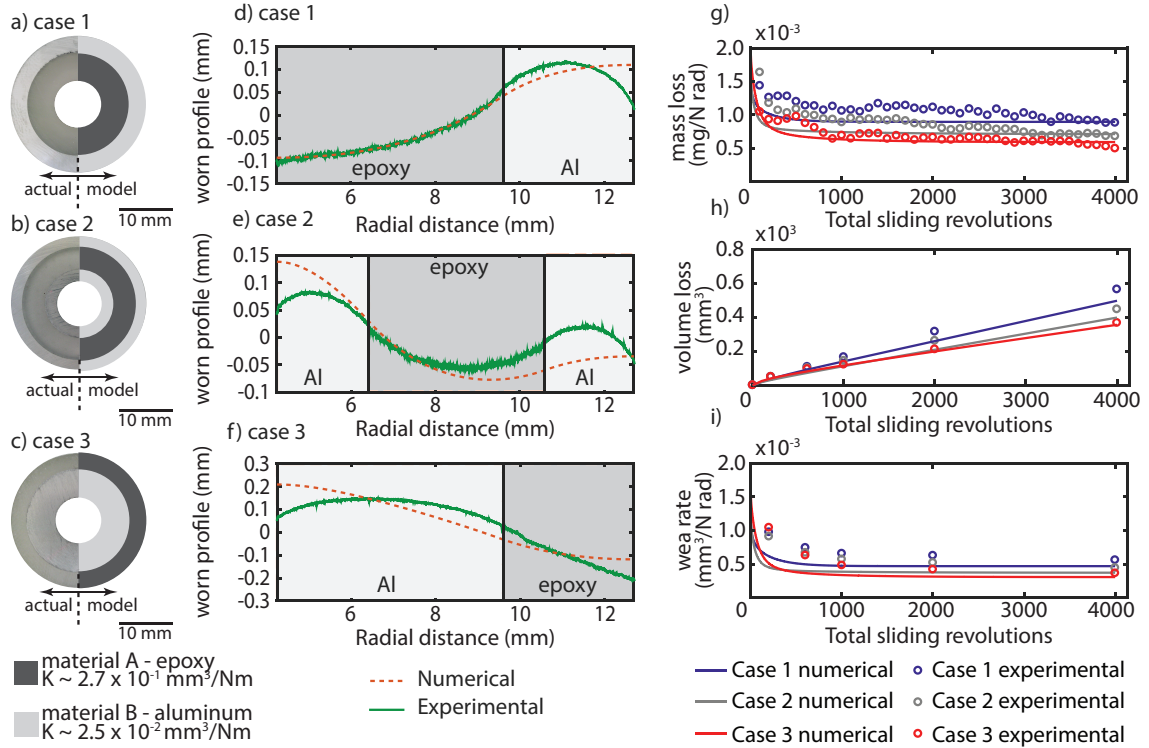 a) case 1
actual
model
10 mm
b) case 2
actual
model
10 mm
c) case 3
actual
model
10 mm
material A - epoxy
K ~ 2.7 x 10-1 mm3/Nm
material B - aluminum
K ~ 2.5 x 10-2 mm3/Nm
d) case 1
worn profile (mm)
0.15
0.1
0.05
0
-0.05
-0.1
-0.15
epoxy
Al
6
8
10
12
Radial distance (mm)
e) case 2
worn profile (mm)
0.15
0.1
0.05
0
-0.05
-0.1
Al
epoxy
Al
6
8
10
12
Radial distance (mm)
f) case 3
worn profile (mm)
0.3
0.2
0.1
0
-0.1
-0.2
-0.3
Al
epoxy
6
8
10
12
Radial distance (mm)
Numerical
Experimental
g)
x10-3
mass loss
(mg/N rad)
2.0
1.5
1.0
0.5
0
1000
2000
3000
4000
Total sliding revolutions
h)
x103
volume loss
(mm3)
0.8
0.6
0.4
0.2
0
1000
2000
3000
4000
Total sliding revolutions
i)
x10-3
wea rate
(mm3/N rad)
2.0
1.5
1.0
0.5
0
1000
2000
3000
4000
Total sliding revolutions
Case 1 numerical
Case 1 experimental
Case 2 numerical
Case 2 experimental
Case 3 numerical
Case 3 experimental